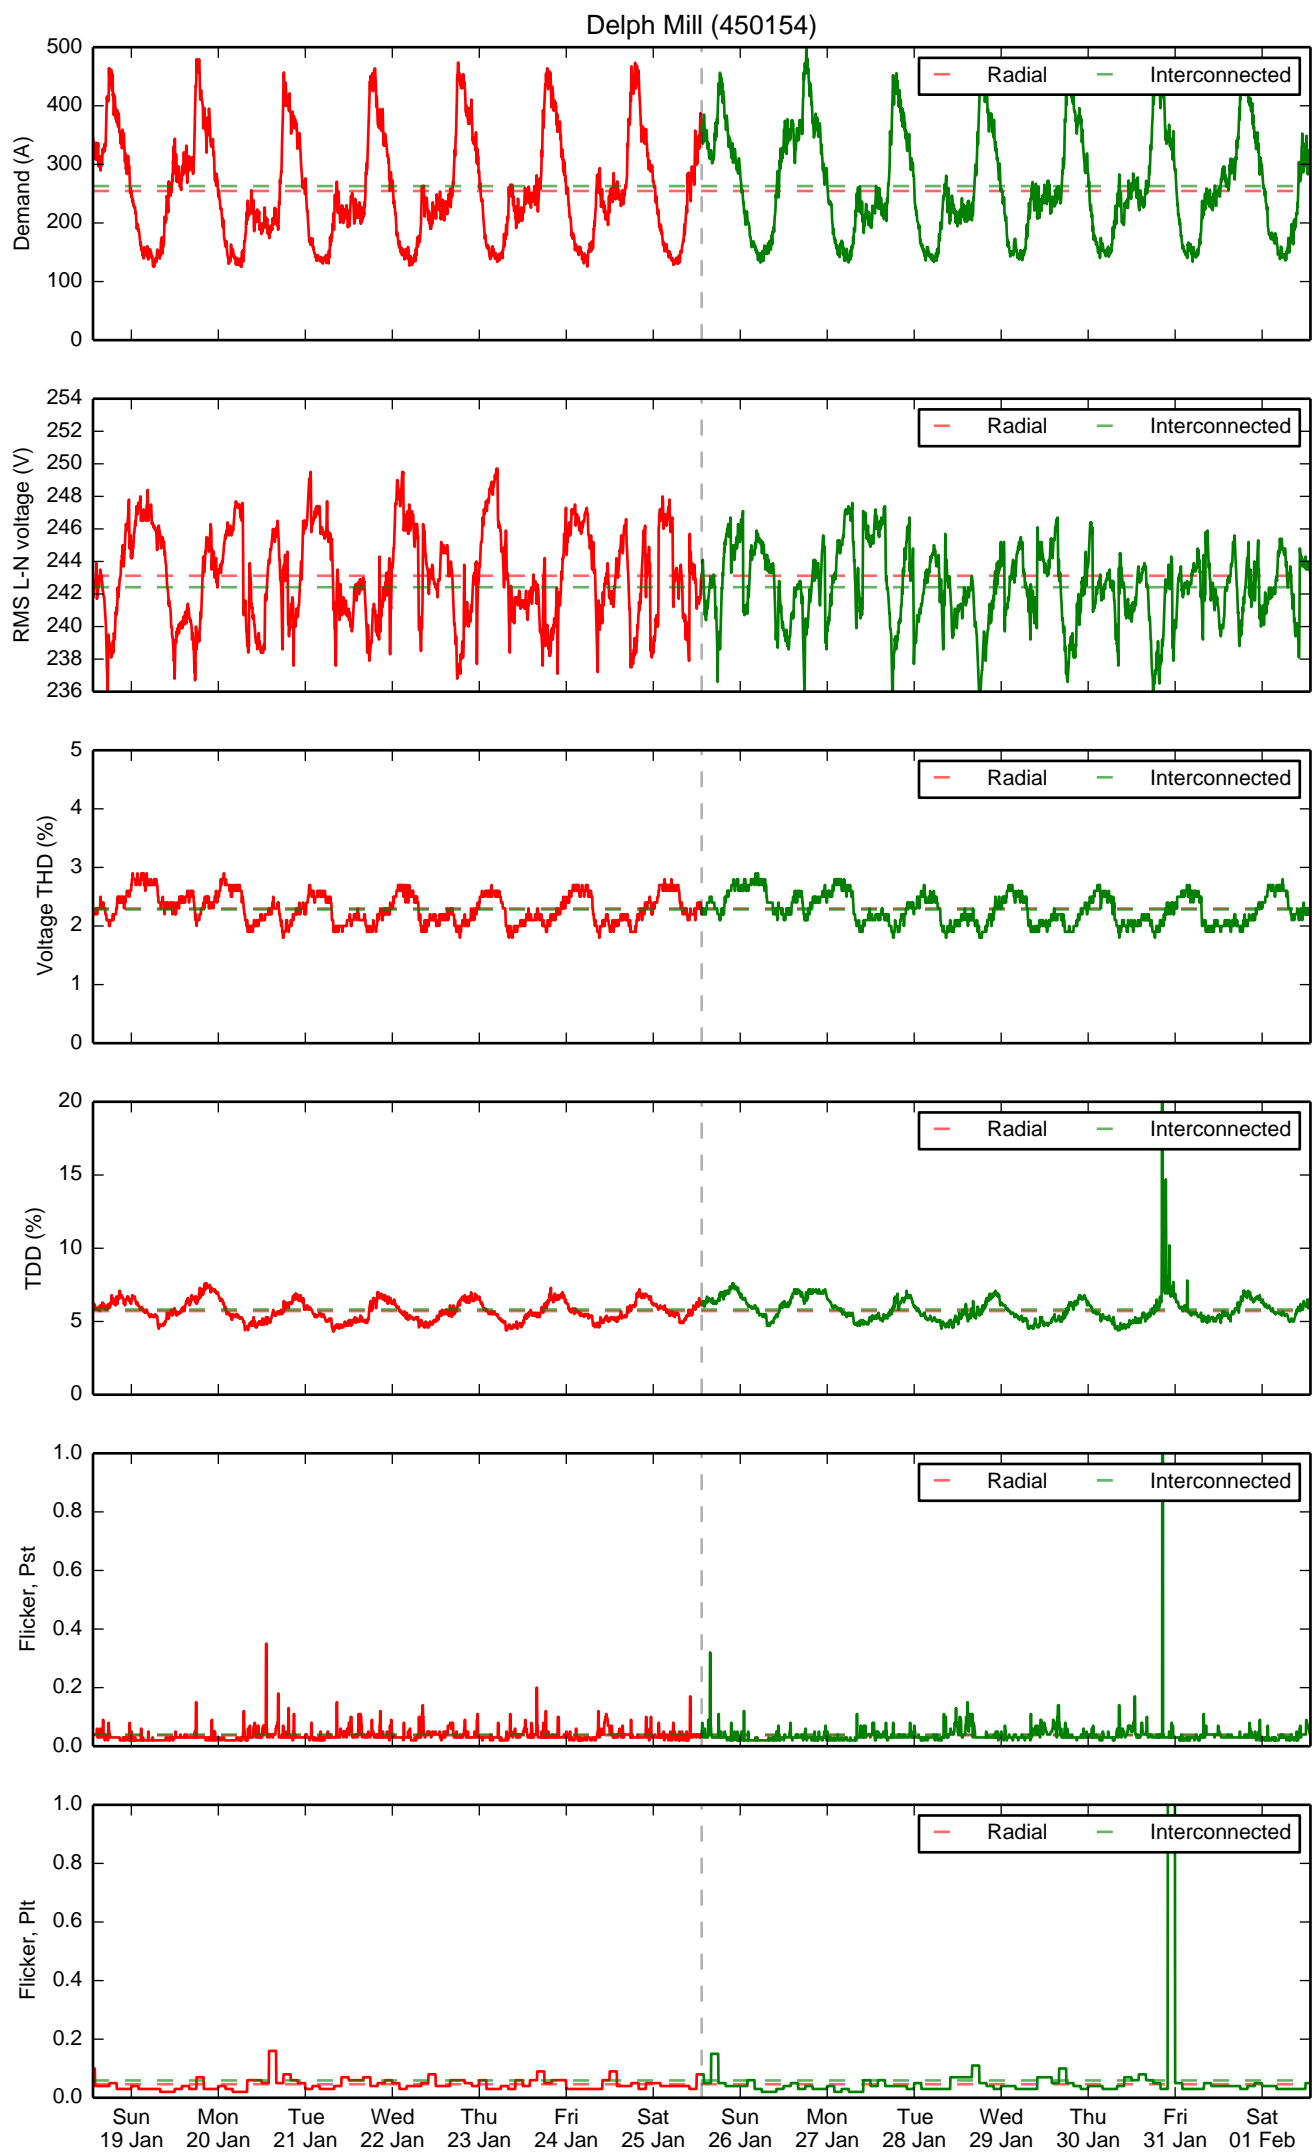 Delph Mill (450154)
500
400
300
200
100
0
Demand (A)
Radial Interconnected
254
252
250
248
246
244
242
240
238
236
RMS L-N voltage (V)
Radial Interconnected
5
4
3
2
1
0
Voltage THD (%)
Radial Interconnected
20
15
10
5
0
TDD (%)
Radial Interconnected
1.0
0.8
0.6
0.4
0.2
0.0
Flicker, Pst
Radial Interconnected
1.0
0.8
0.6
0.4
0.2
0.0
Flicker, Plt
Radial Interconnected
Sun Mon Tue Wed Thu Fri Sat Sun Mon Tue Wed Thu Fri Sat
19 Jan 20 Jan 21 Jan 22 Jan 23 Jan 24 Jan 25 Jan 26 Jan 27 Jan 28 Jan 29 Jan 30 Jan 31 Jan 01 Feb